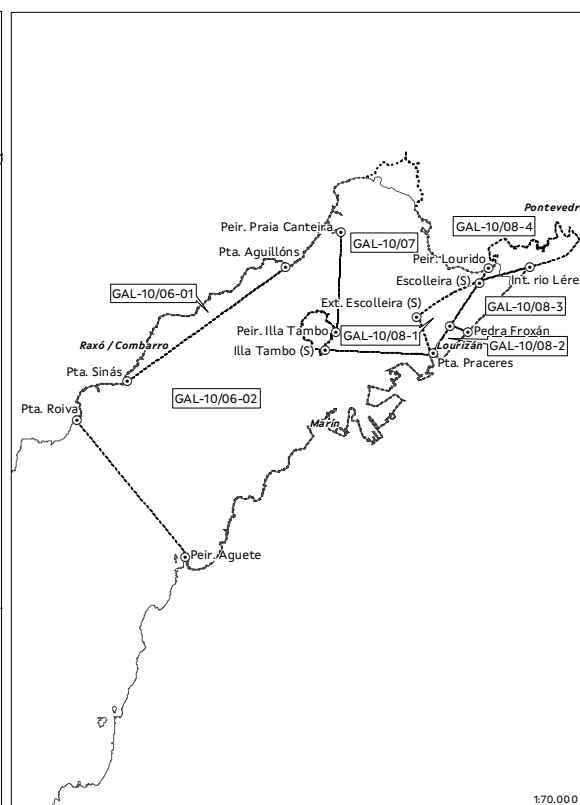 Pontevedr
GAL-10/08-4
Peir. Praia Canteira
GAL-10/07
Pta. Aguillóns
Peir. Lourido
Escolleira (S)
Int. rio Lérez
GAL-10/06-01
Ext. Escolleira (S)
GAL-10/08-3
Peir. Illa Tambo
GAL-10/08-1
Pedra Froxán
Raxó / Combarro
Illa Tambo (S)
Lourizán
GAL-10/08-2
Pta. Praceres
Pta. Sinás
GAL-10/06-02
Pta. Roiva
Marín
Peir. Aguete
1:70.000